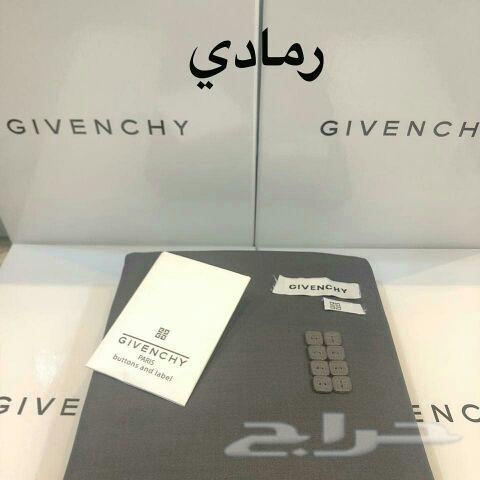 رمادي
GIVENCHY
GIVENCHY
GIVENCHY
GIVENCHY
PARIS
buttons and label
GIVE
ENCHY
حراج